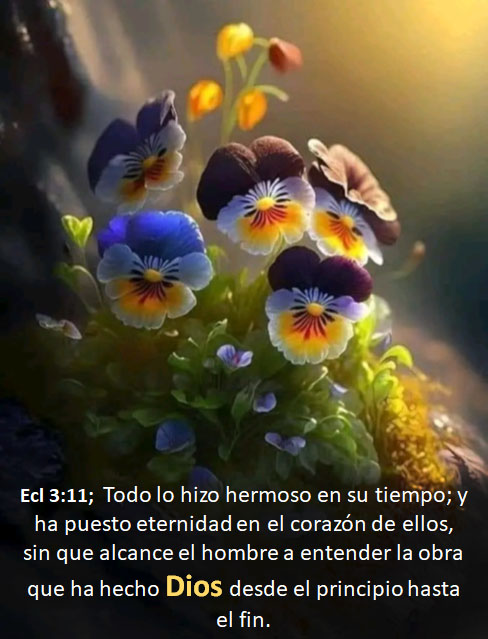 Ecl 3:11; Todo lo hizo hermoso en su tiempo; y
ha puesto eternidad en el corazón de ellos,
sin que alcance el hombre a entender la obra
que ha hecho Dios desde el principio hasta
el fin.